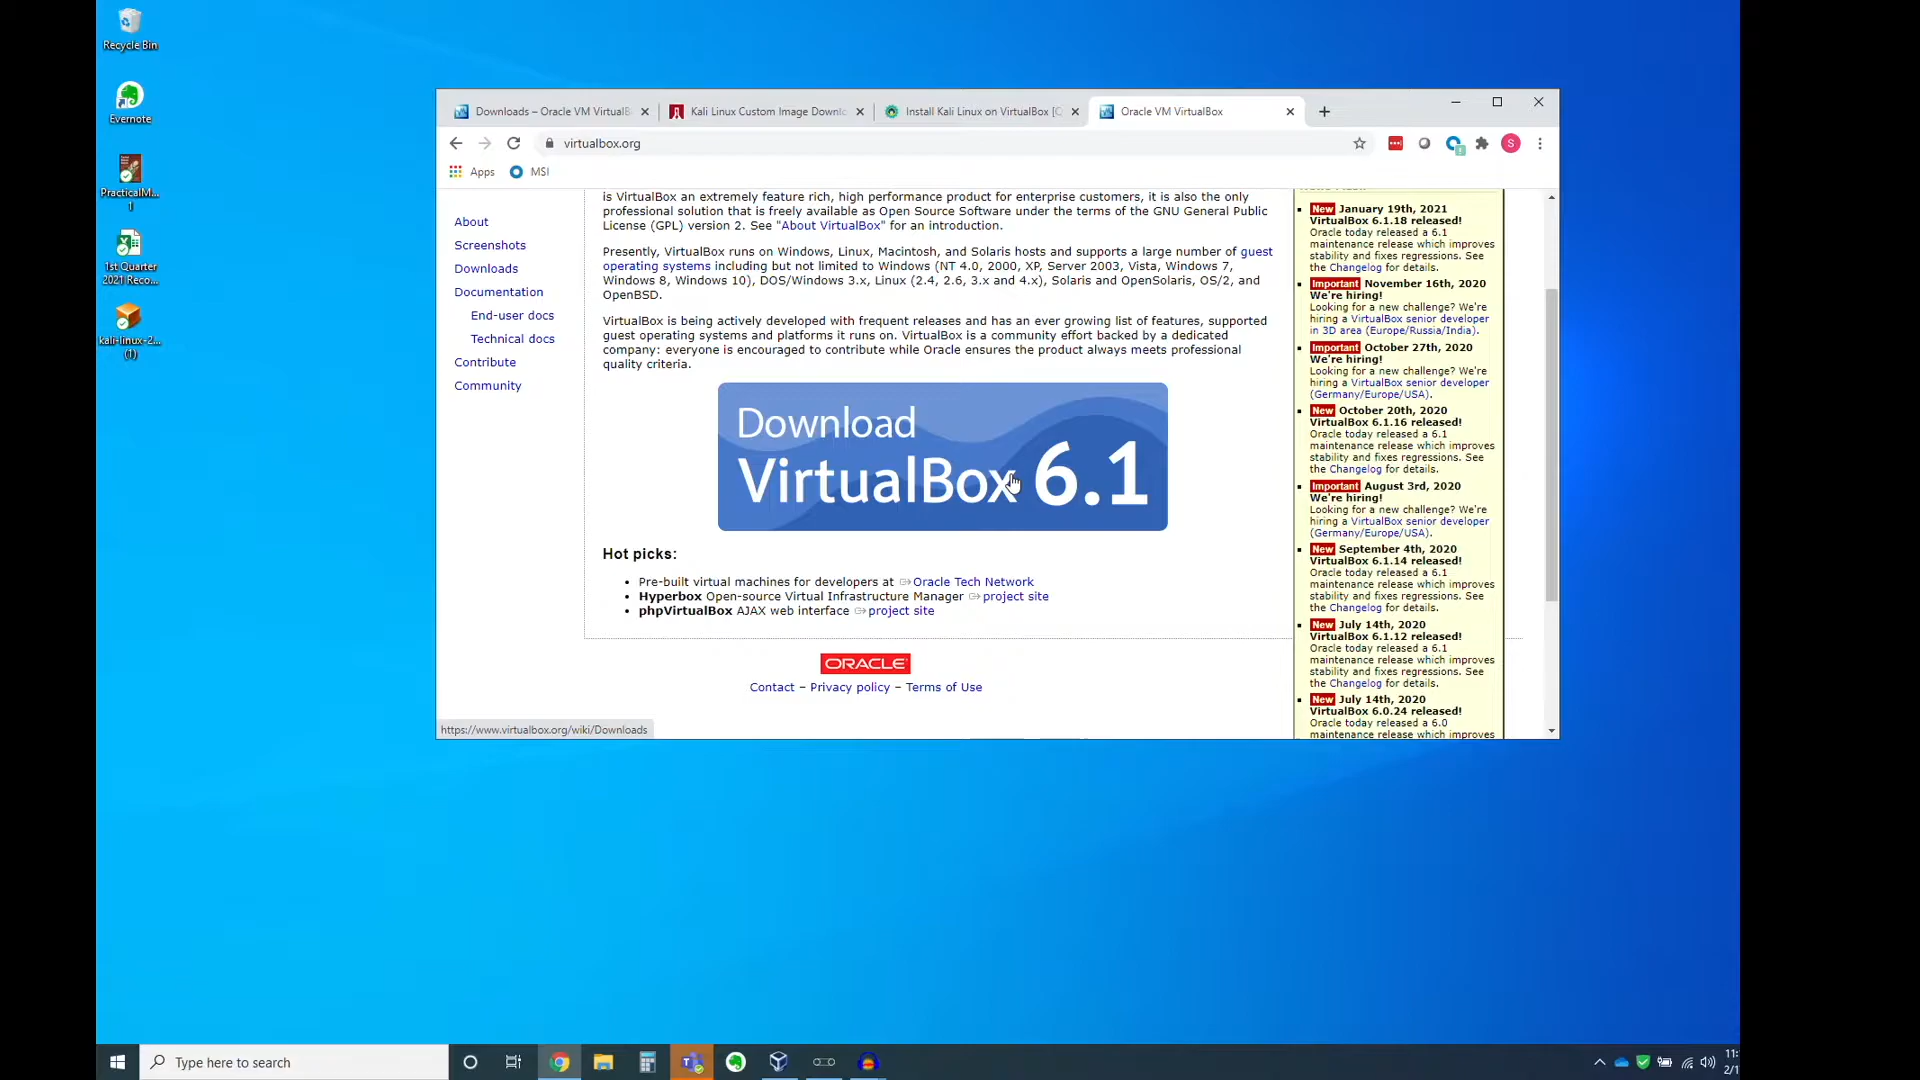 Recycle Bin
Evernote
PracticalM...
1
1st Quarter
2021 Reco...
kali-linux-2...
(1)
Downloads – Oracle VM VirtualB
Kali Linux Custom Image Downlo
Install Kali Linux on VirtualBox [Q
Oracle VM VirtualBox
virtualbox.org
S
Apps
MSI
About
Screenshots
Downloads
Documentation
End-user docs
Technical docs
Contribute
Community
is VirtualBox an extremely feature rich, high performance product for enterprise customers, it is also the only
professional solution that is freely available as Open Source Software under the terms of the GNU General Public
License (GPL) version 2. See "About VirtualBox" for an introduction.
Presently, VirtualBox runs on Windows, Linux, Macintosh, and Solaris hosts and supports a large number of guest
operating systems including but not limited to Windows (NT 4.0, 2000, XP, Server 2003, Vista, Windows 7,
Windows 8, Windows 10), DOS/Windows 3.x, Linux (2.4, 2.6, 3.x and 4.x), Solaris and OpenSolaris, OS/2, and
OpenBSD.
VirtualBox is being actively developed with frequent releases and has an ever growing list of features, supported
guest operating systems and platforms it runs on. VirtualBox is a community effort backed by a dedicated
company: everyone is encouraged to contribute while Oracle ensures the product always meets professional
quality criteria.
Download
VirtualBox 6.1
Hot picks:
Pre-built virtual machines for developers at Oracle Tech Network
Hyperbox Open-source Virtual Infrastructure Manager project site
phpVirtualBox AJAX web interface project site
ORACLE
Contact – Privacy policy – Terms of Use
https://www.virtualbox.org/wiki/Downloads
New January 19th, 2021
VirtualBox 6.1.18 released!
Oracle today released a 6.1
maintenance release which improves
stability and fixes regressions. See
the Changelog for details.
Important November 16th, 2020
We're hiring!
Looking for a new challenge? We're
hiring a VirtualBox senior developer
in 3D area (Europe/Russia/India).
Important October 27th, 2020
We're hiring!
Looking for a new challenge? We're
hiring a VirtualBox senior developer
(Germany/Europe/USA).
New October 20th, 2020
VirtualBox 6.1.16 released!
Oracle today released a 6.1
maintenance release which improves
stability and fixes regressions. See
the Changelog for details.
Important August 3rd, 2020
We're hiring!
Looking for a new challenge? We're
hiring a VirtualBox senior developer
(Germany/Europe/USA).
New September 4th, 2020
VirtualBox 6.1.14 released!
Oracle today released a 6.1
maintenance release which improves
stability and fixes regressions. See
the Changelog for details.
New July 14th, 2020
VirtualBox 6.1.12 released!
Oracle today released a 6.1
maintenance release which improves
stability and fixes regressions. See
the Changelog for details.
New July 14th, 2020
VirtualBox 6.0.24 released!
Oracle today released a 6.0
maintenance release which improves
Type here to search
11:
2/1